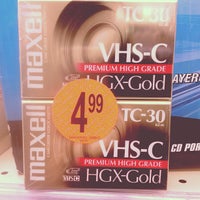 maxell
TC-30
VHS-C
PREMIUM HIGH GRADE
HGX-Gold
4.99
maxell
TC-30
VHS-C
PREMIUM HIGH GRADE
HGX-Gold
AYER
CD POR